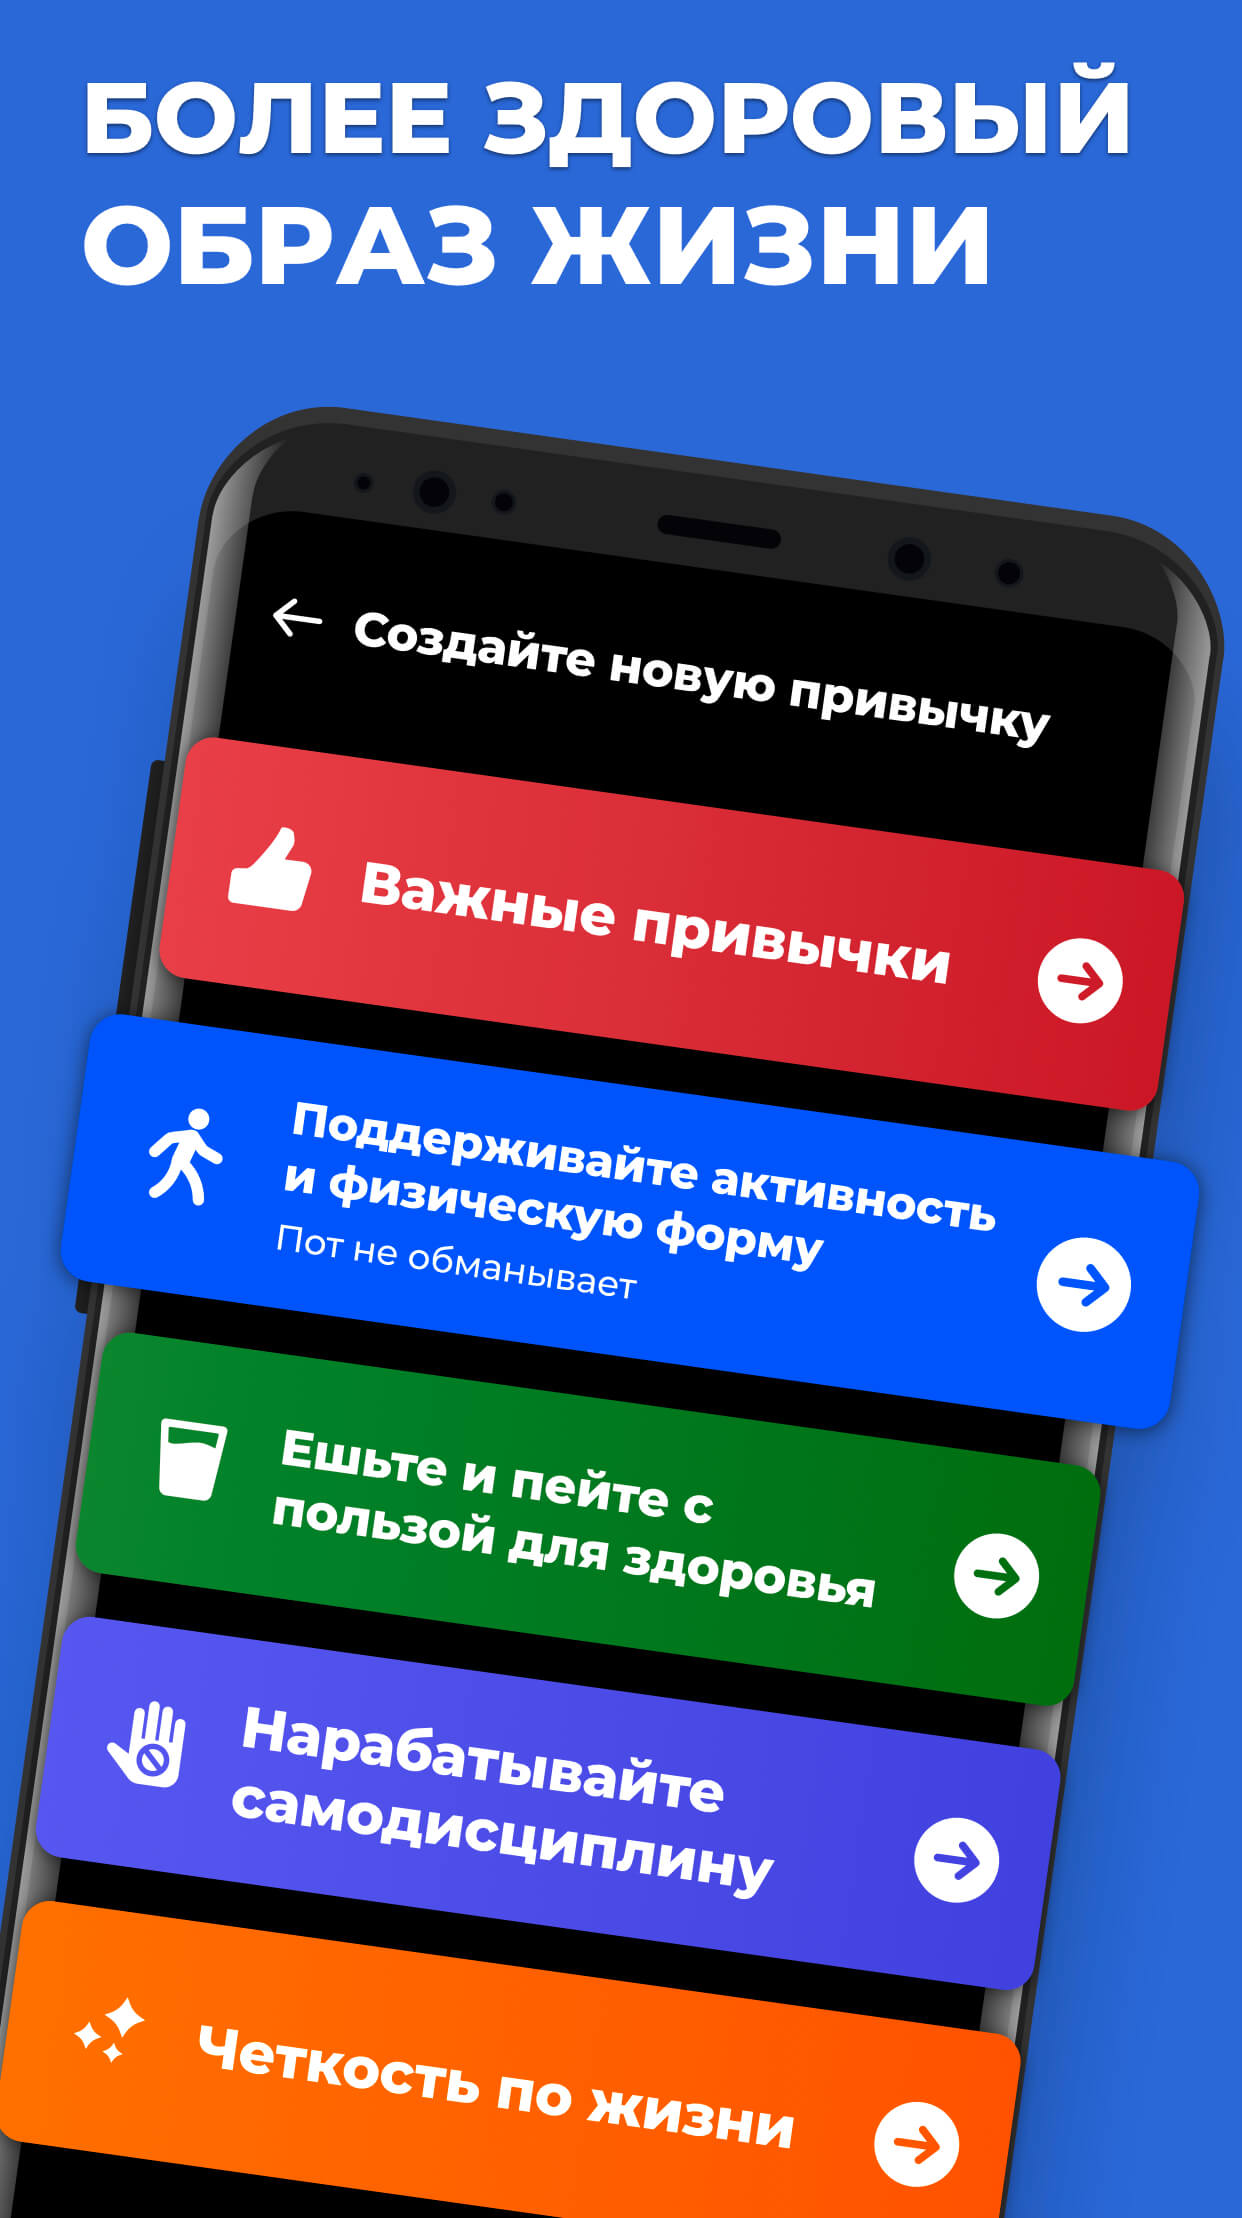 БОЛЕЕ ЗДОРОВЫЙ
ОБРАЗ ЖИЗНИ
Создайте новую привычку
Важные привычки
Поддерживайте активность
и физическую форму
Пот не обманывает
Ешьте и пейте с
пользой для здоровья
Нарабатывайте
самодисциплину
Четкость по жизни